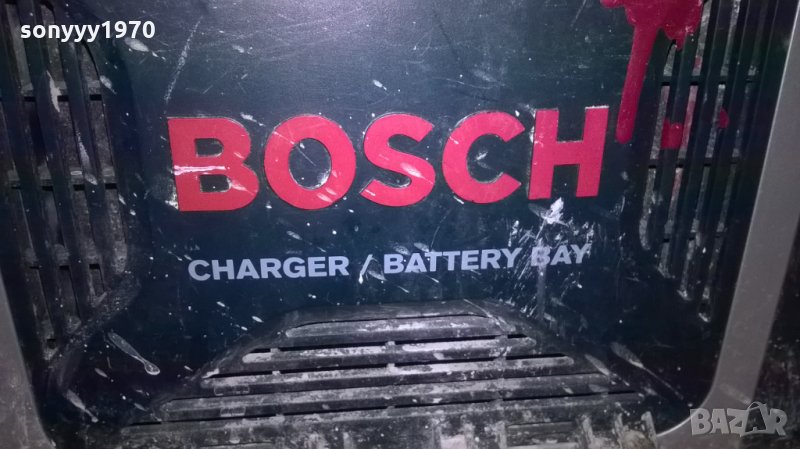 sonyyy1970
BOSCH
CHARGER / BATTERY BAY
BAZAR